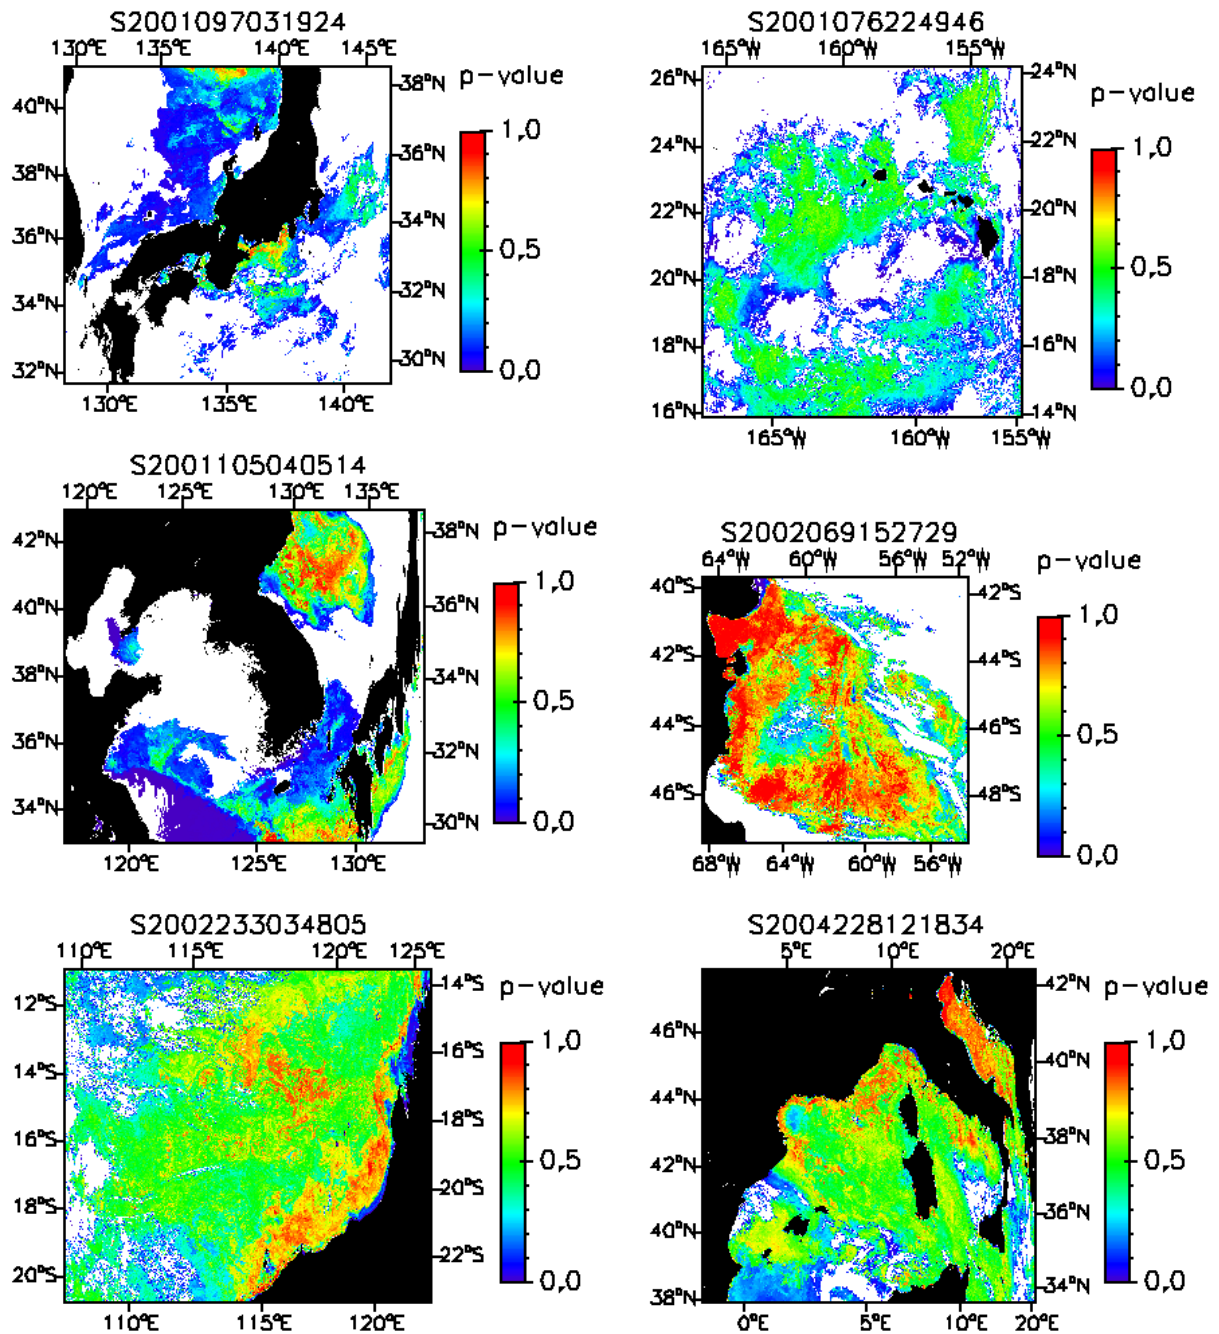 S2001097031924
130°E 135°E 140°E 145°E
40°N
38°N
36°N
34°N
32°N
38°N
36°N
34°N
32°N
30°N
130°E 135°E 140°E
p-value
1,0
0,5
0,0
S2001076224946
165°W 160°W 155°W
26°N
24°N
22°N
20°N
18°N
16°N
24°N
22°N
20°N
18°N
16°N
14°N
165°W 160°W 155°W
p-value
1,0
0,5
0,0
S2001105040514
120°E 125°E 130°E 135°E
42°N
40°N
38°N
36°N
34°N
38°N
36°N
34°N
32°N
30°N
120°E 125°E 130°E
p-value
1,0
0,5
0,0
S2002069152729
64°W 60°W 56°W 52°W
40°S
42°S
44°S
46°S
42°S
44°S
46°S
48°S
68°W 64°W 60°W 56°W
p-value
1,0
0,5
0,0
S2002233034805
110°E 115°E 120°E 125°E
12°S
14°S
16°S
18°S
20°S
14°S
16°S
18°S
20°S
22°S
110°E 115°E 120°E
p-value
1,0
0,5
0,0
S2004228121834
5°E 10°E 20°E
46°N
44°N
42°N
40°N
38°N
42°N
40°N
38°N
36°N
34°N
0°E 5°E 10°E 20°E
p-value
1,0
0,5
0,0